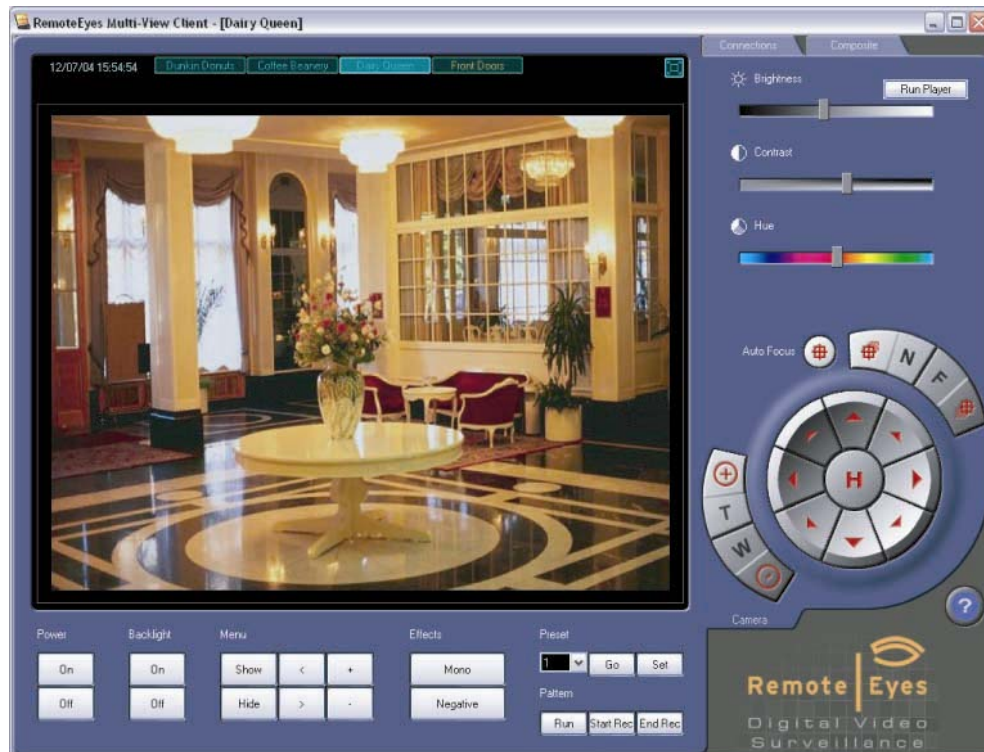 RemoteEyes Multi-View Client - [Dairy Queen]
Connections Composite
12/07/04 15:54:54 Dunkin Donuts Coffee Beanery Dairy Queen Front Doors
Brightness
Run Player
Contrast
Hue
Auto Focus
N
F
H
T
W
?
Camera
Power Backlight Menu Effects Preset
On On Show < + Mono 1 Go Set
Pattern
Off Off Hide > - Negative
Run Start Rec End Rec
Remote Eyes
Digital Video
Surveillance